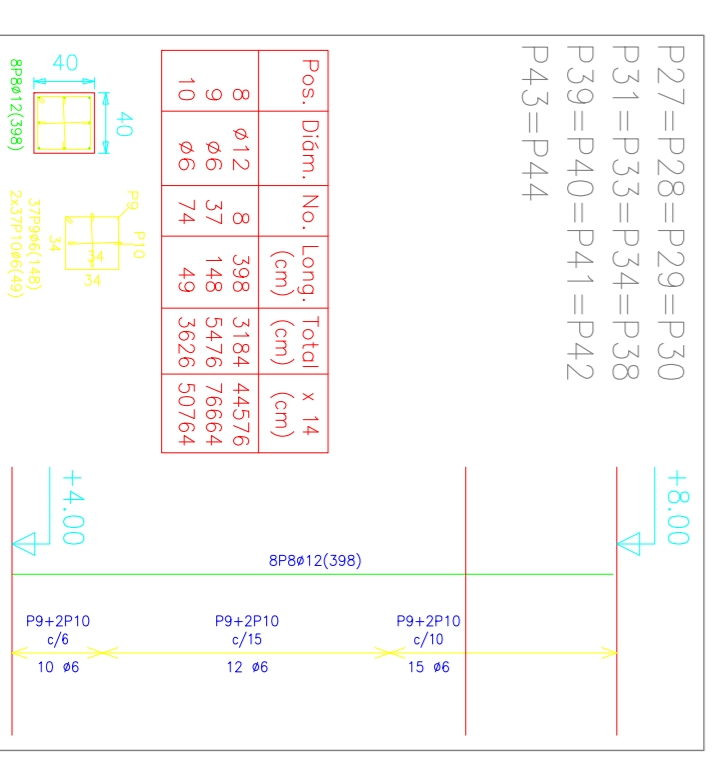 P27=P28=P29=P30
P31=P33=P34=P38
P39=P40=P41=P42
P43=P44
Pos. Diám. No. Long. (cm) Total (cm) x 14 (cm)
8 ø12 8 398 3184 44576
9 ø6 37 148 5476 76664
10 ø6 74 49 3626 50764
40
40
8P8ø12(398)
P9
P10
34
34
34
37P9ø6(148)
2x37P10ø6(49)
+8.00
+4.00
8P8ø12(398)
P9+2P10
c/6
10 ø6
P9+2P10
c/15
12 ø6
P9+2P10
c/10
15 ø6